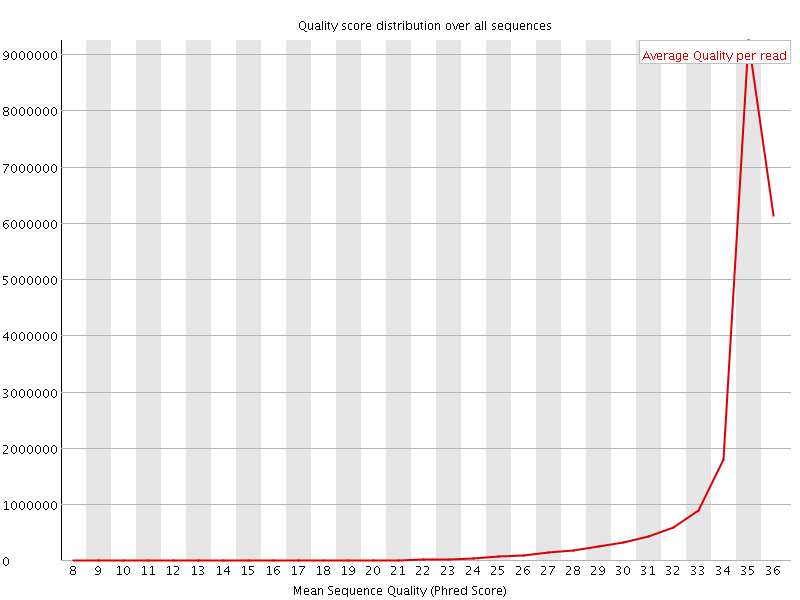 Quality score distribution over all sequences
Average Quality per read
9000000
8000000
7000000
6000000
5000000
4000000
3000000
2000000
1000000
0
8 9 10 11 12 13 14 15 16 17 18 19 20 21 22 23 24 25 26 27 28 29 30 31 32 33 34 35 36
Mean Sequence Quality (Phred Score)